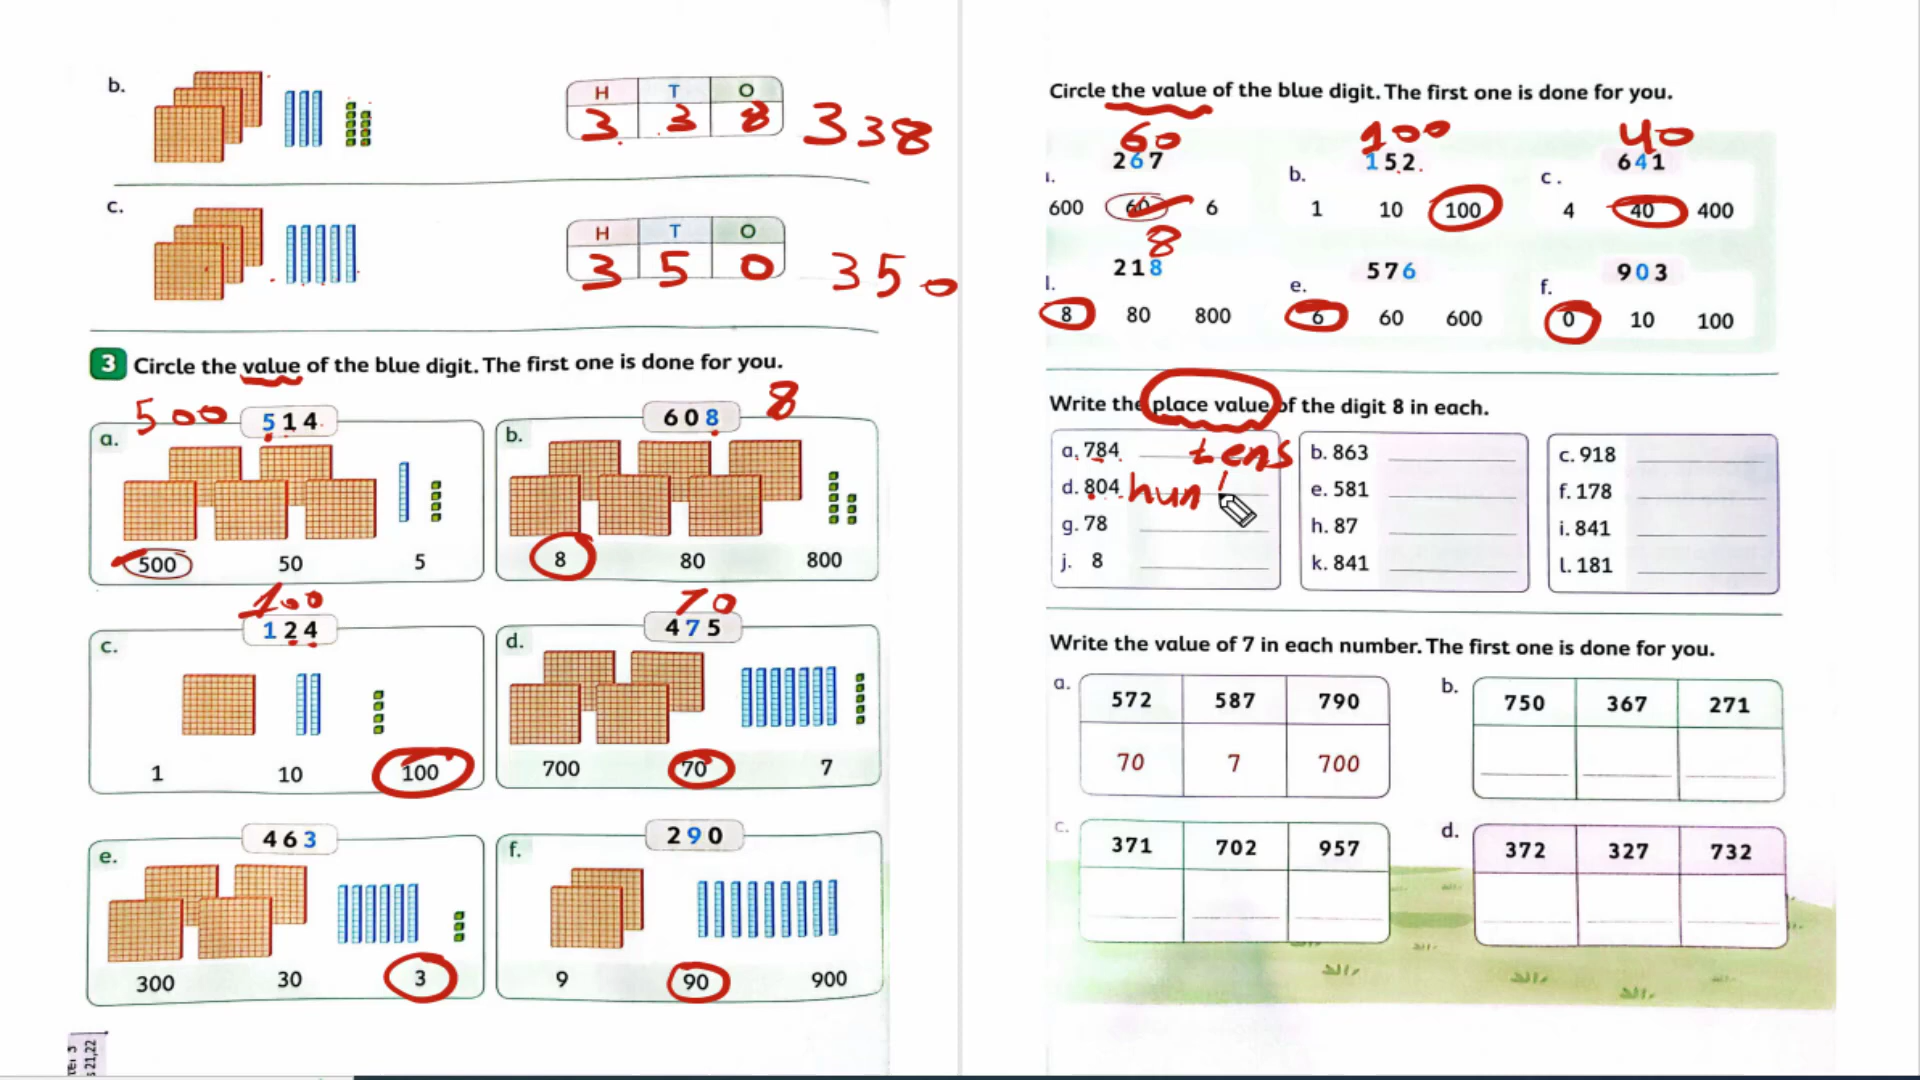 b.
H T O
3 3 8 338
c.
H T O
3 5 0 350
3 Circle the value of the blue digit. The first one is done for you.
500 8
a. 514
500 50 5
b. 608
8 80 800
100
c. 124
1 10 100
70
d. 475
700 70 7
e. 463
300 30 3
f. 290
9 90 900
s 21,22
Circle the value of the blue digit. The first one is done for you.
60 100 40
267
600 60 6
b. 152
1 10 100
c. 641
4 40 400
8
218
8 80 800
e. 576
6 60 600
f. 903
0 10 100
Write the place value of the digit 8 in each.
a. 784 tens
d. 804 hun
g. 78
j. 8
b. 863
e. 581
h. 87
k. 841
c. 918
f. 178
i. 841
l. 181
Write the value of 7 in each number. The first one is done for you.
a. 572 587 790
70 7 700
b. 750 367 271
c. 371 702 957
d. 372 327 732